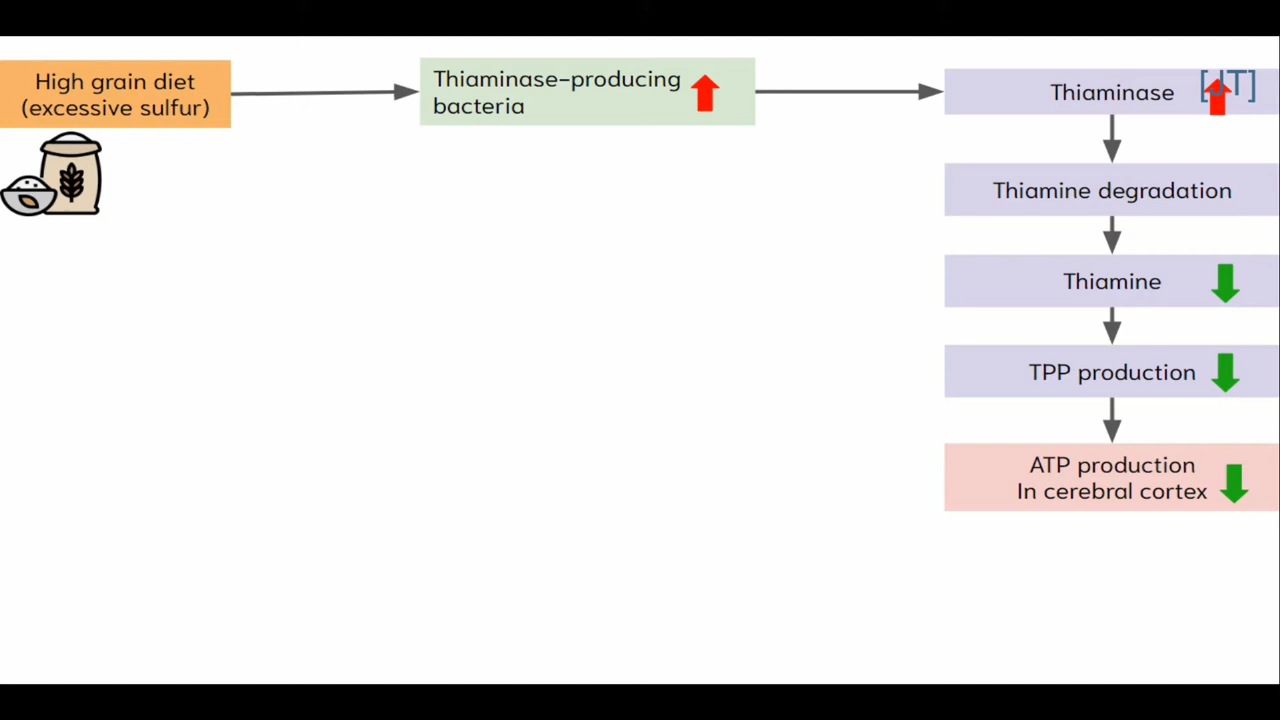 High grain diet
(excessive sulfur)
Thiaminase-producing
bacteria
Thiaminase
[JT]
Thiamine degradation
Thiamine
TPP production
ATP production
In cerebral cortex